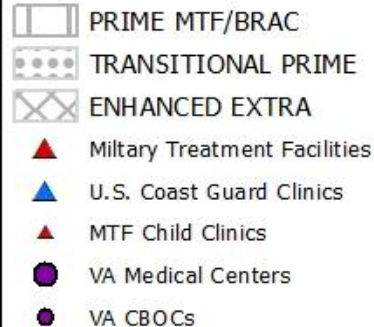 PRIME MTF/BRAC
TRANSITIONAL PRIME
ENHANCED EXTRA
Miltary Treatment Facilities
U.S. Coast Guard Clinics
MTF Child Clinics
VA Medical Centers
VA CBOCs